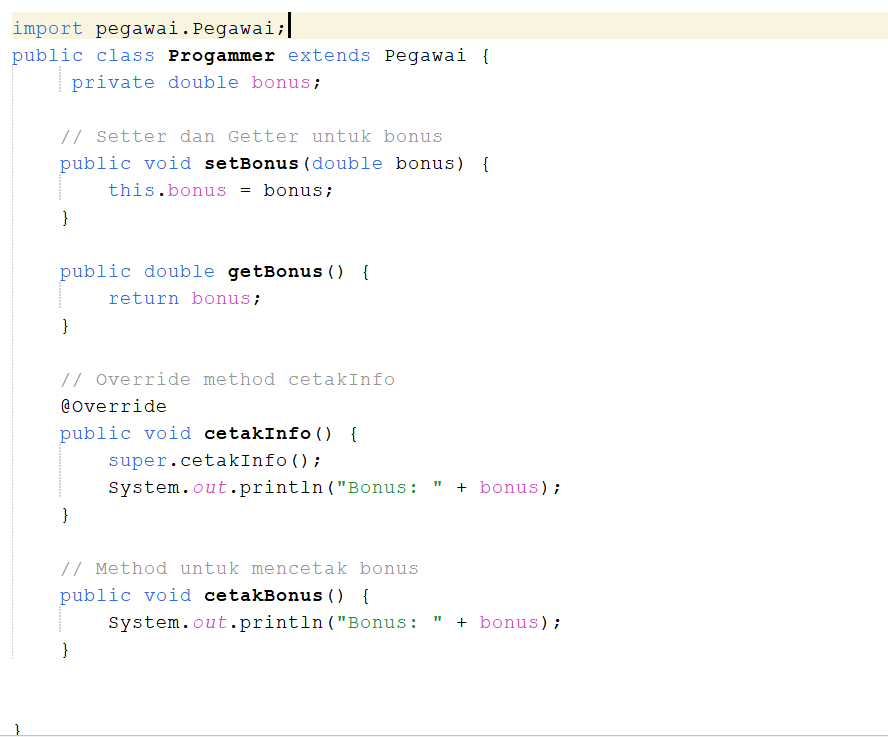 import pegawai.Pegawai;
public class Progammer extends Pegawai {
private double bonus;
// Setter dan Getter untuk bonus
public void setBonus(double bonus) {
this.bonus = bonus;
}
public double getBonus() {
return bonus;
}
// Override method cetakInfo
@Override
public void cetakInfo() {
super.cetakInfo();
System.out.println("Bonus: " + bonus);
}
// Method untuk mencetak bonus
public void cetakBonus() {
System.out.println("Bonus: " + bonus);
}
}